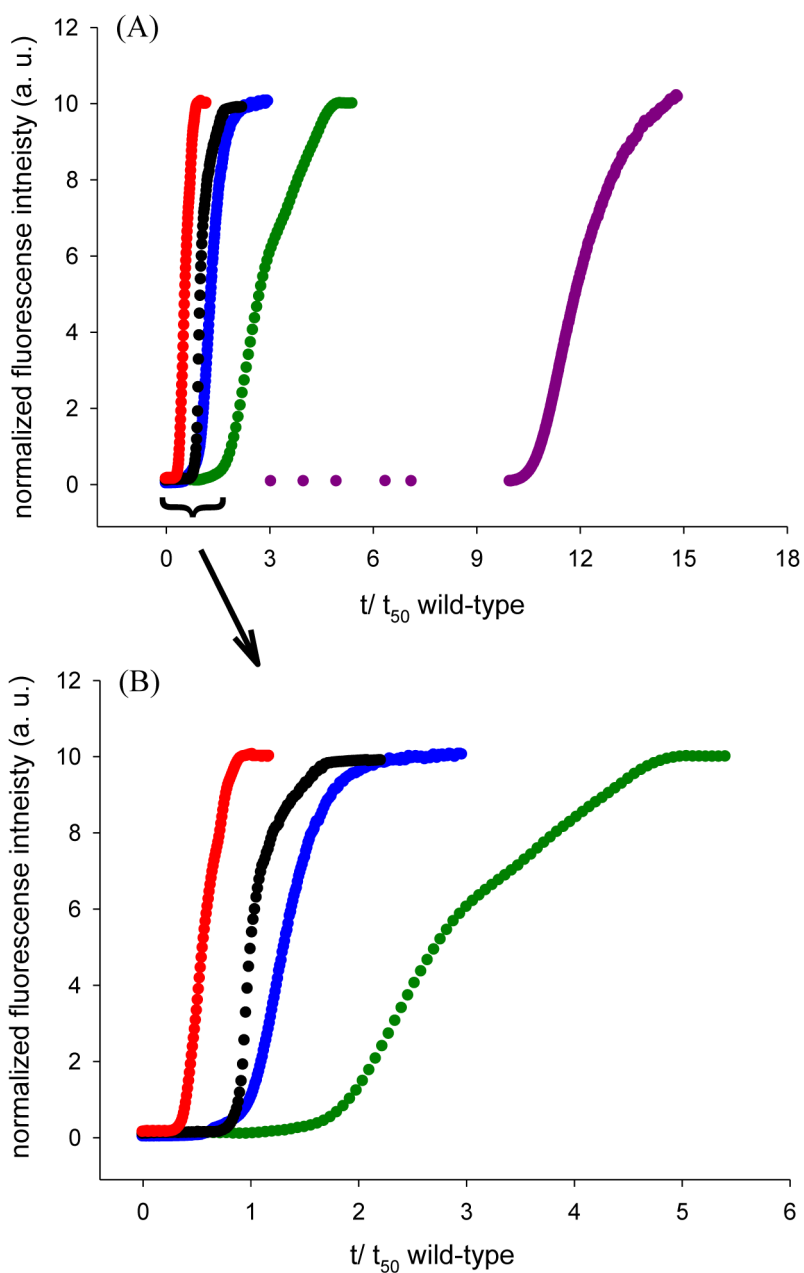 (A)
12
10
8
6
4
2
0
normalized fluorescense intneisty (a. u.)
0 3 6 9 12 15 18
t/ t50 wild-type
(B)
12
10
8
6
4
2
0
normalized fluorescense intneisty (a. u.)
0 1 2 3 4 5 6
t/ t50 wild-type